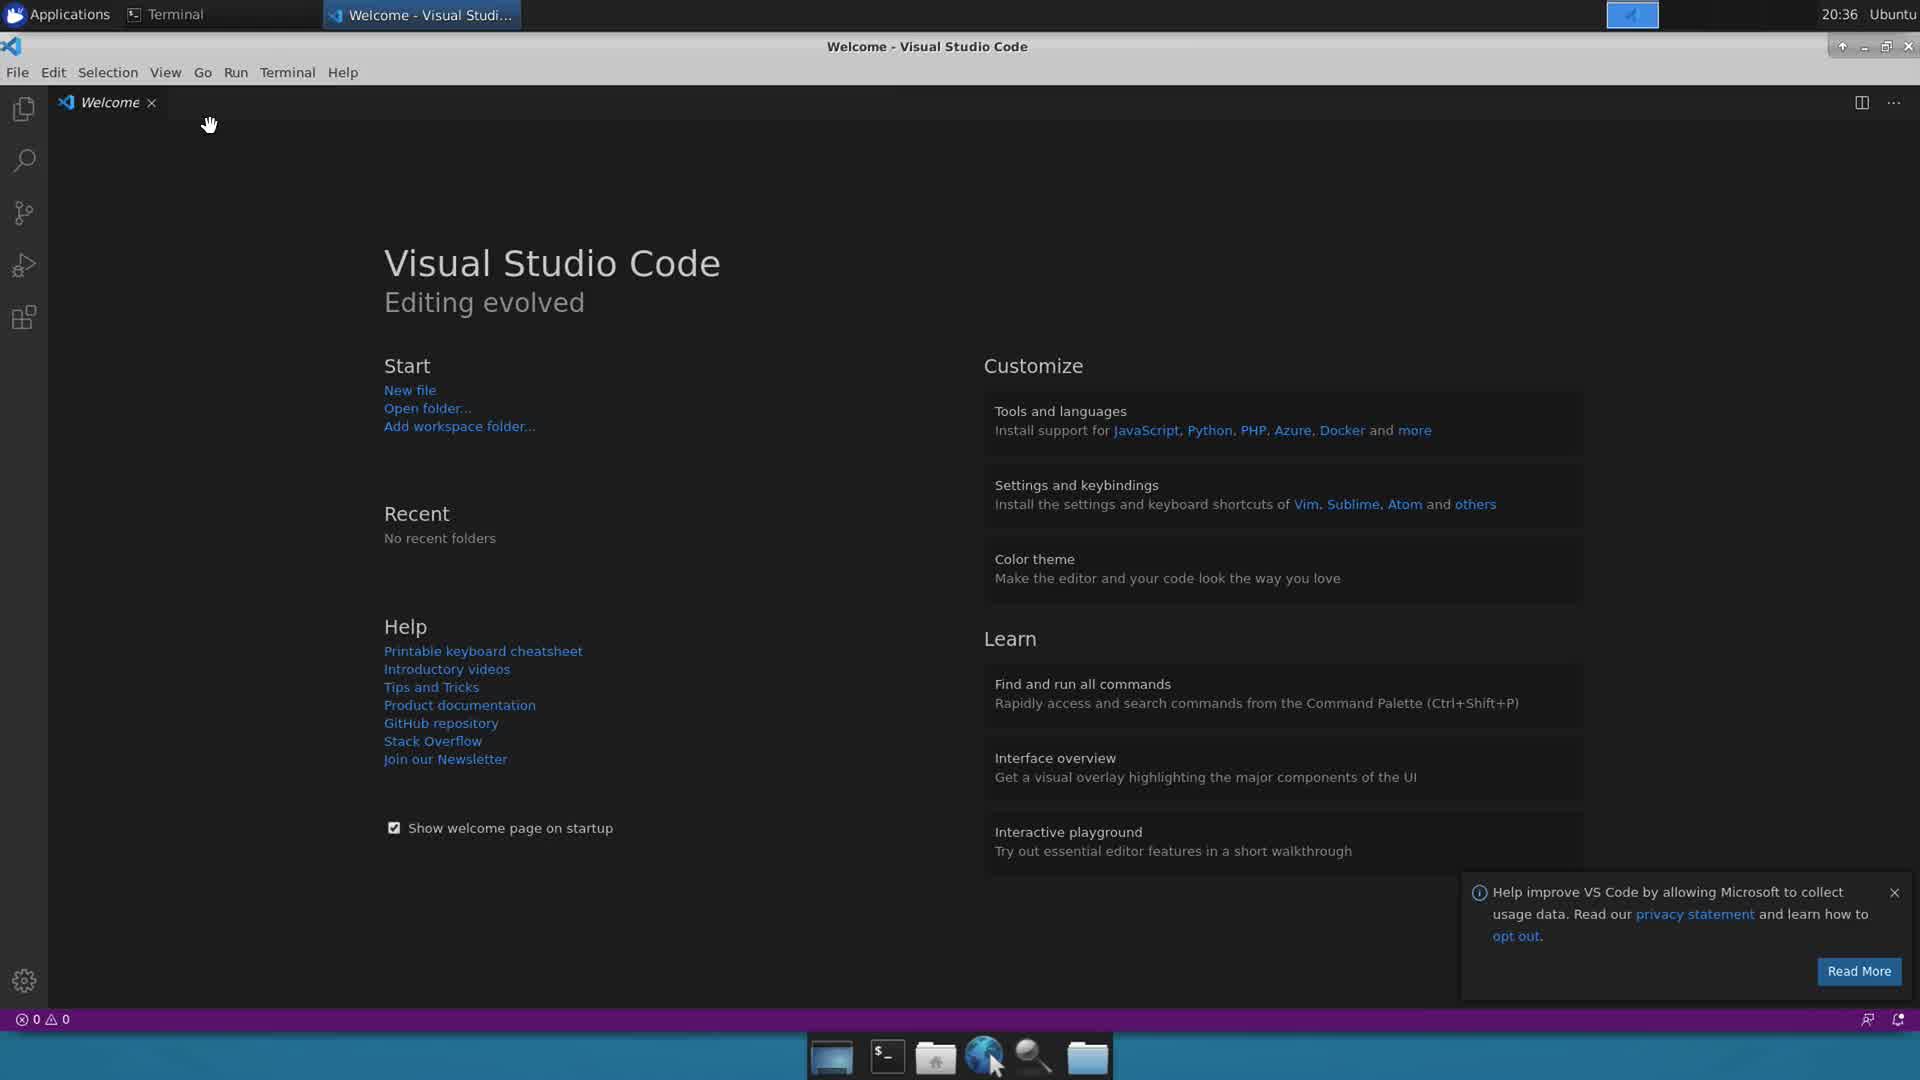 Applications
Terminal
Welcome - Visual Studi...
20:36
Ubuntu
Welcome - Visual Studio Code
File Edit Selection View Go Run Terminal Help
Welcome
Visual Studio Code
Editing evolved
Start
New file
Open folder...
Add workspace folder...
Recent
No recent folders
Help
Printable keyboard cheatsheet
Introductory videos
Tips and Tricks
Product documentation
GitHub repository
Stack Overflow
Join our Newsletter
Show welcome page on startup
Customize
Tools and languages
Install support for JavaScript, Python, PHP, Azure, Docker and more
Settings and keybindings
Install the settings and keyboard shortcuts of Vim, Sublime, Atom and others
Color theme
Make the editor and your code look the way you love
Learn
Find and run all commands
Rapidly access and search commands from the Command Palette (Ctrl+Shift+P)
Interface overview
Get a visual overlay highlighting the major components of the UI
Interactive playground
Try out essential editor features in a short walkthrough
Help improve VS Code by allowing Microsoft to collect
usage data. Read our privacy statement and learn how to
opt out.
Read More
0 0
$_